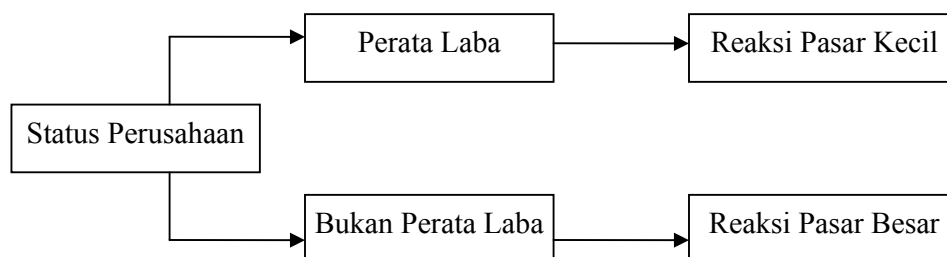 Perata Laba
Reaksi Pasar Kecil
Status Perusahaan
Bukan Perata Laba
Reaksi Pasar Besar